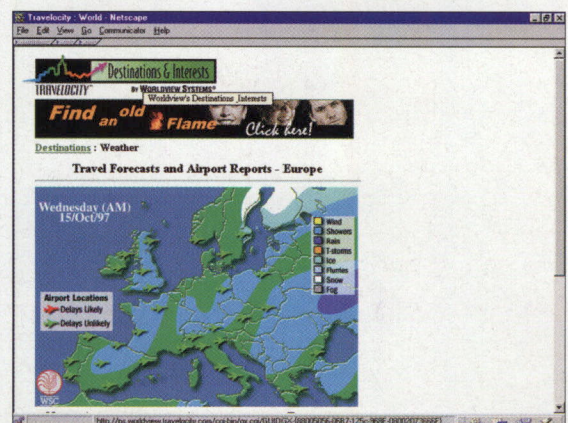 Travelocity : World - Netscape
File Edit View Go Communicator Help
Destinations & Interests
TRAVELOCITY™ BY WORLDVIEW SYSTEMS®
Worldview's Destinations_Interests
Find an old Flame Click here!
Destinations : Weather
Travel Forecasts and Airport Reports - Europe
Wednesday (AM)
15/Oct/97
Wind
Showers
Rain
T-storms
Ice
Flurries
Snow
Fog
Airport Locations
Delays Likely
Delays Unlikely
WSC